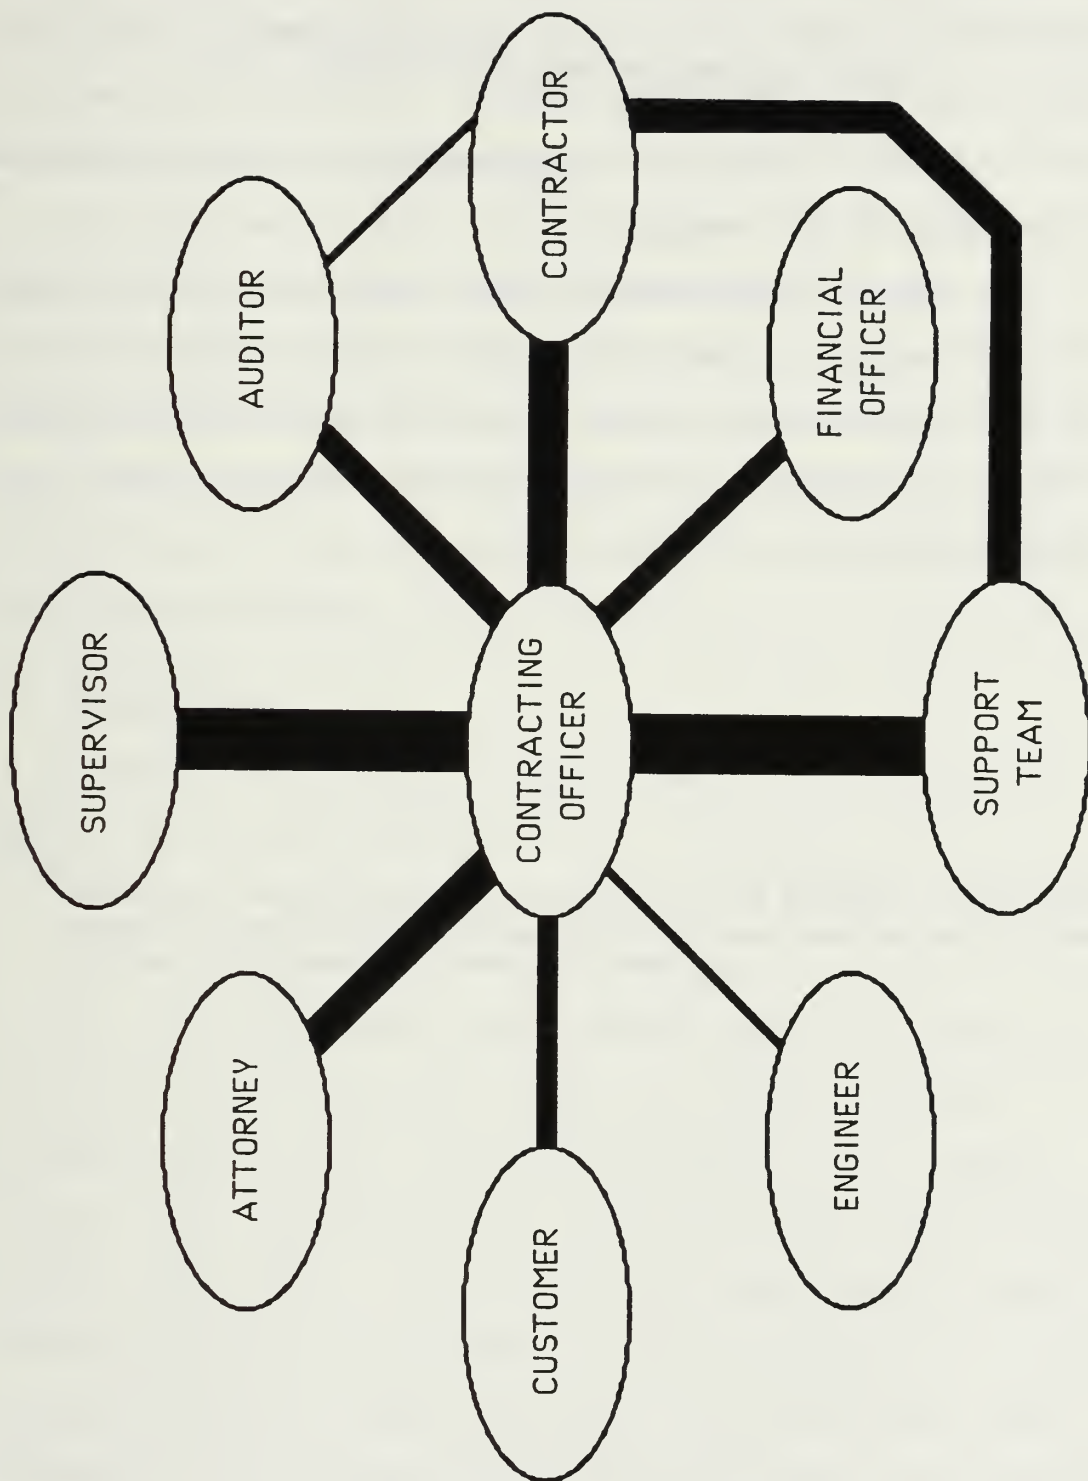 SUPERVISOR
ATTORNEY
AUDITOR
CUSTOMER
CONTRACTING
OFFICER
CONTRACTOR
ENGINEER
FINANCIAL
OFFICER
SUPPORT
TEAM